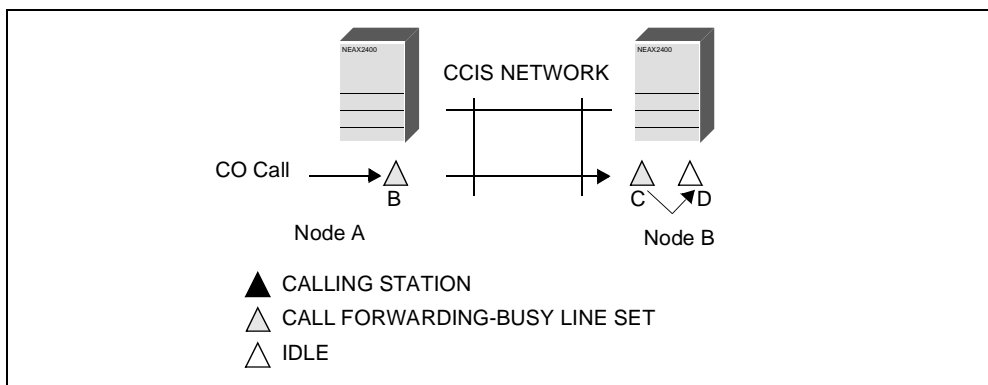 NEAX2400
NEAX2400
CCIS NETWORK
CO Call
B
C
D
Node A
Node B
CALLING STATION
CALL FORWARDING-BUSY LINE SET
IDLE